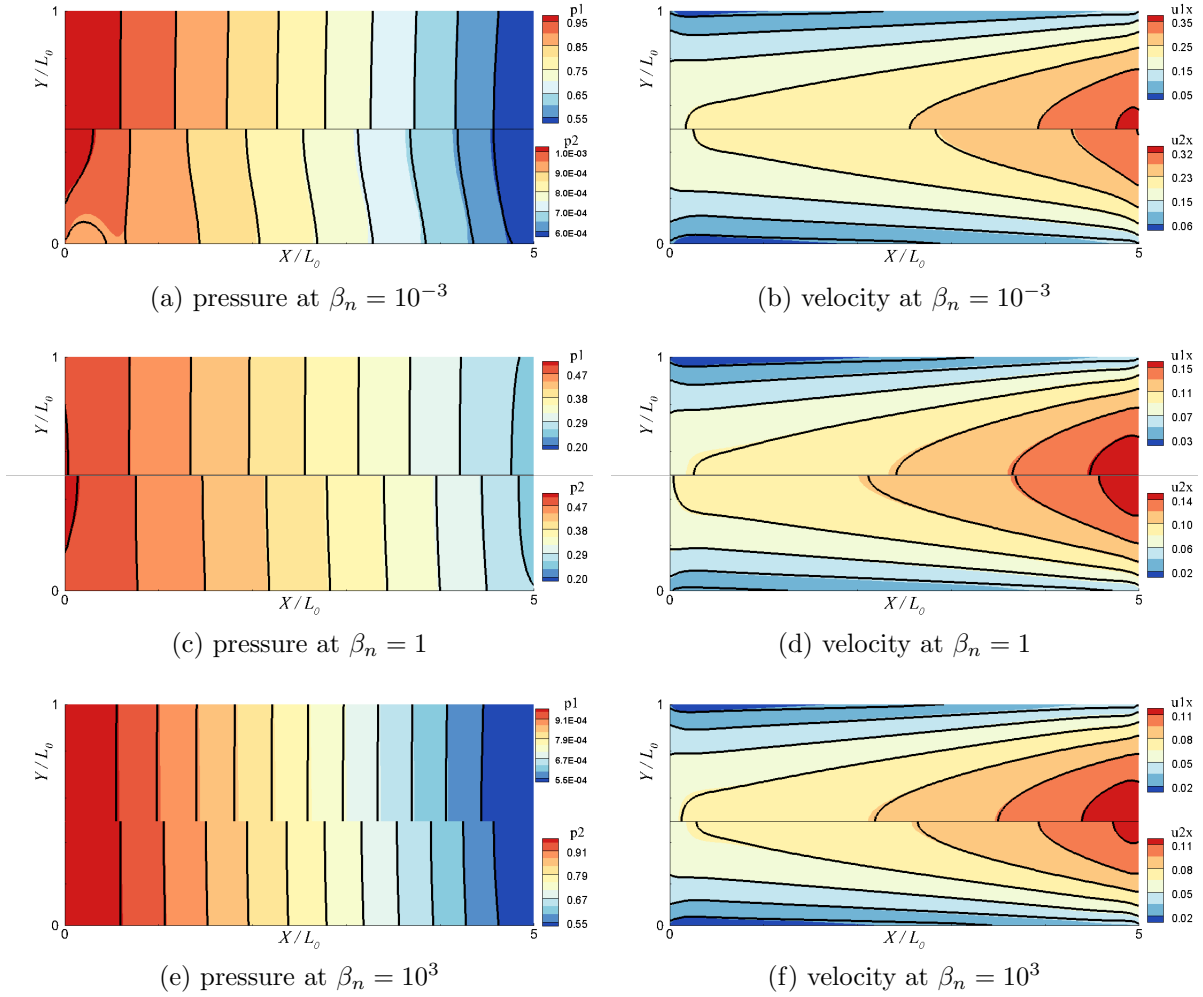 1
Y / L₀
p1
0.95
0.85
0.75
0.65
0.55
p2
1.0E-03
9.0E-04
8.0E-04
7.0E-04
6.0E-04
0
X / L₀
5
(a) pressure at βₙ = 10⁻³
1
Y / L₀
u1x
0.35
0.25
0.15
0.05
u2x
0.32
0.23
0.15
0.06
0
0
X / L₀
5
(b) velocity at βₙ = 10⁻³
1
Y / L₀
p1
0.47
0.38
0.29
0.20
p2
0.47
0.38
0.29
0.20
0
0
X / L₀
5
(c) pressure at βₙ = 1
1
Y / L₀
u1x
0.15
0.11
0.07
0.03
u2x
0.14
0.10
0.06
0.02
0
0
X / L₀
5
(d) velocity at βₙ = 1
1
Y / L₀
p1
9.1E-04
7.9E-04
6.7E-04
5.5E-04
p2
0.91
0.79
0.67
0.55
0
0
X / L₀
5
(e) pressure at βₙ = 10³
1
Y / L₀
u1x
0.11
0.08
0.05
0.02
u2x
0.11
0.08
0.05
0.02
0
0
X / L₀
5
(f) velocity at βₙ = 10³